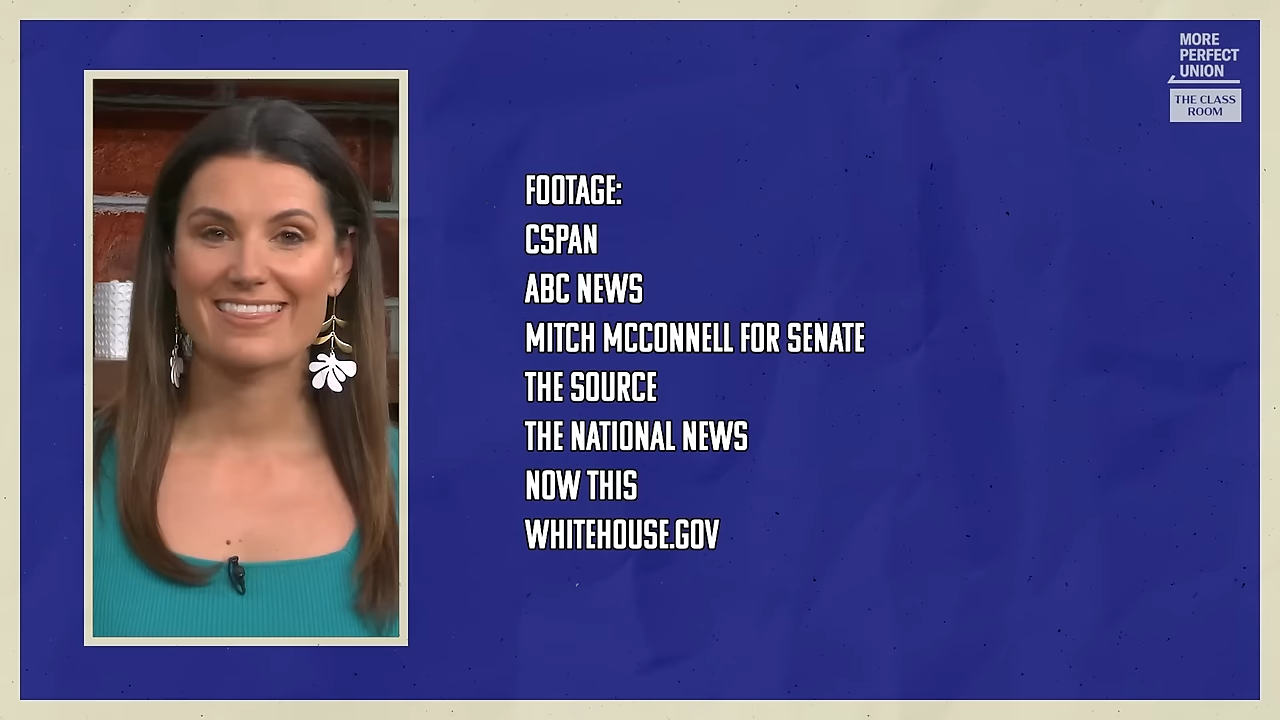 MORE
PERFECT
UNION
THE CLASS
ROOM
FOOTAGE:
CSPAN
ABC NEWS
MITCH MCCONNELL FOR SENATE
THE SOURCE
THE NATIONAL NEWS
NOW THIS
WHITEHOUSE.GOV